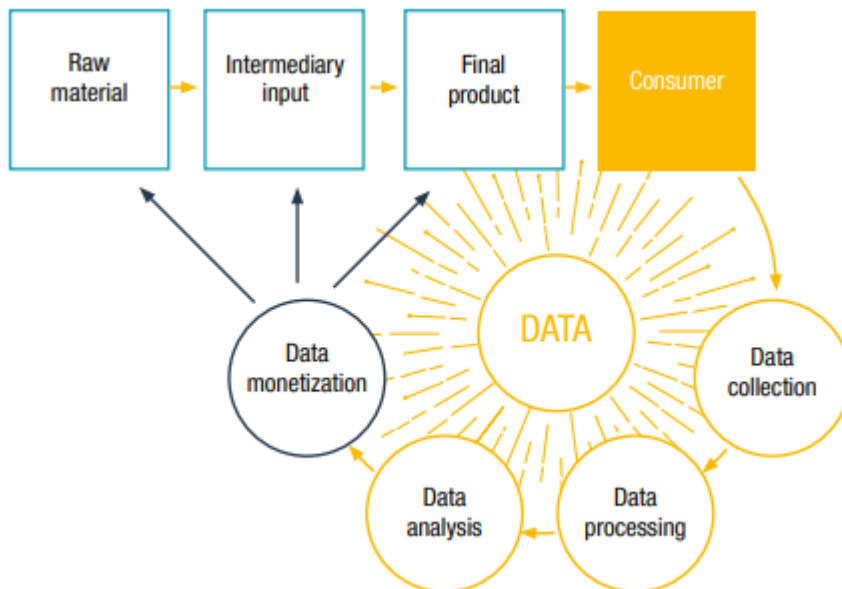 Raw
material
Intermediary
input
Final
product
Consumer
DATA
Data
collection
Data
processing
Data
analysis
Data
monetization